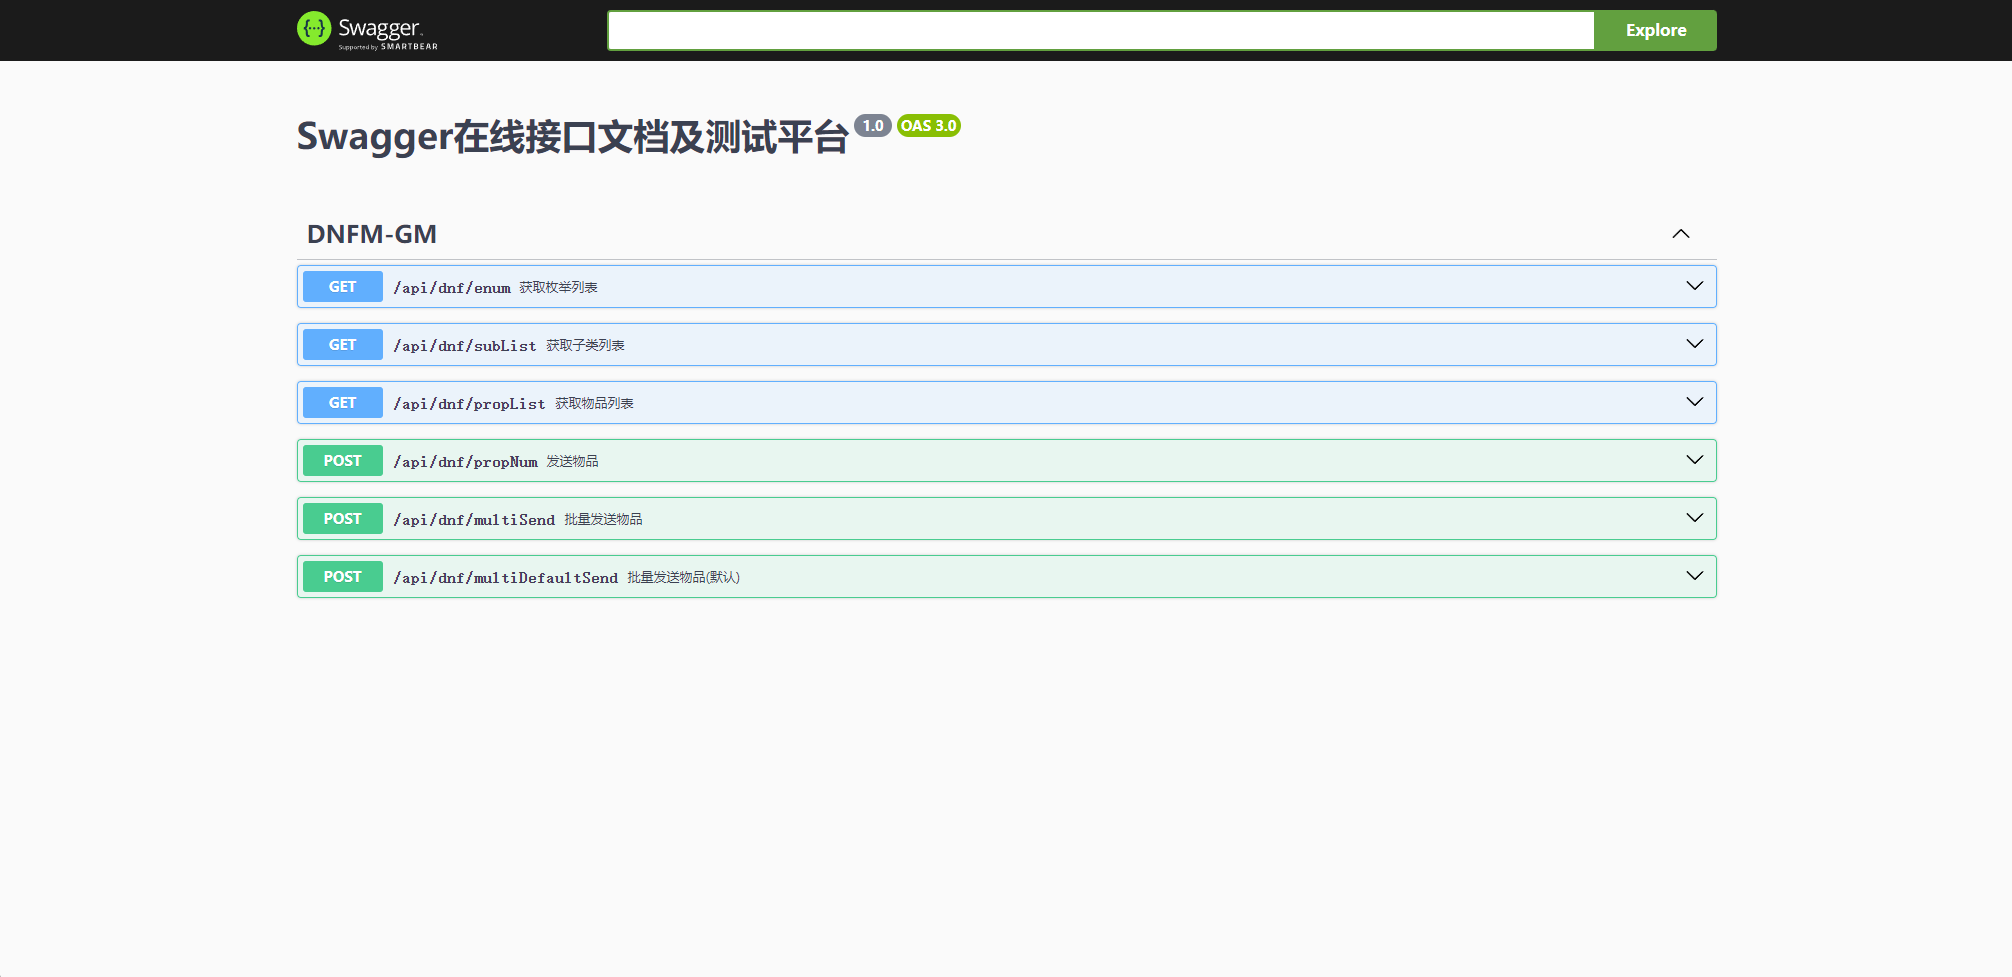 Swagger
Supported by SMARTBEAR
Explore
Swagger在线接口文档及测试平台 1.0 OAS 3.0
DNFM-GM
GET /api/dnf/enum 获取枚举列表
GET /api/dnf/subList 获取子类列表
GET /api/dnf/propList 获取物品列表
POST /api/dnf/propNum 发送物品
POST /api/dnf/multiSend 批量发送物品
POST /api/dnf/multiDefaultSend 批量发送物品(默认)